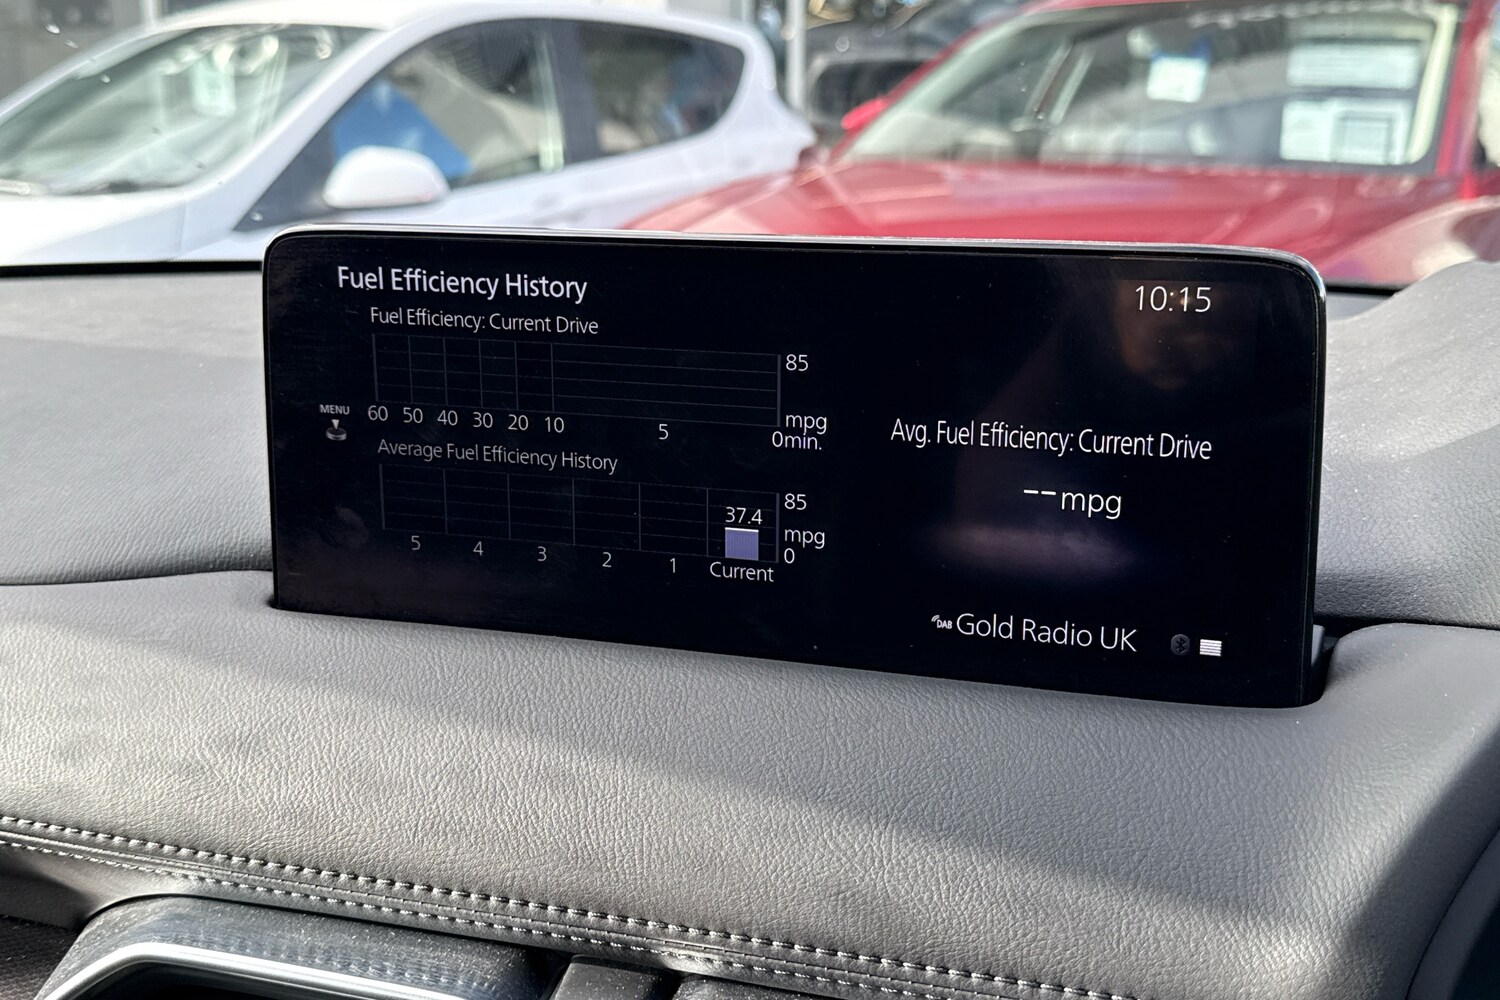 Fuel Efficiency History
10:15
Fuel Efficiency: Current Drive
85
MENU
60 50 40 30 20 10 5
mpg
0min.
Average Fuel Efficiency History
85
37.4
mpg
0
5 4 3 2 1 Current
Avg. Fuel Efficiency: Current Drive
--mpg
DAB Gold Radio UK